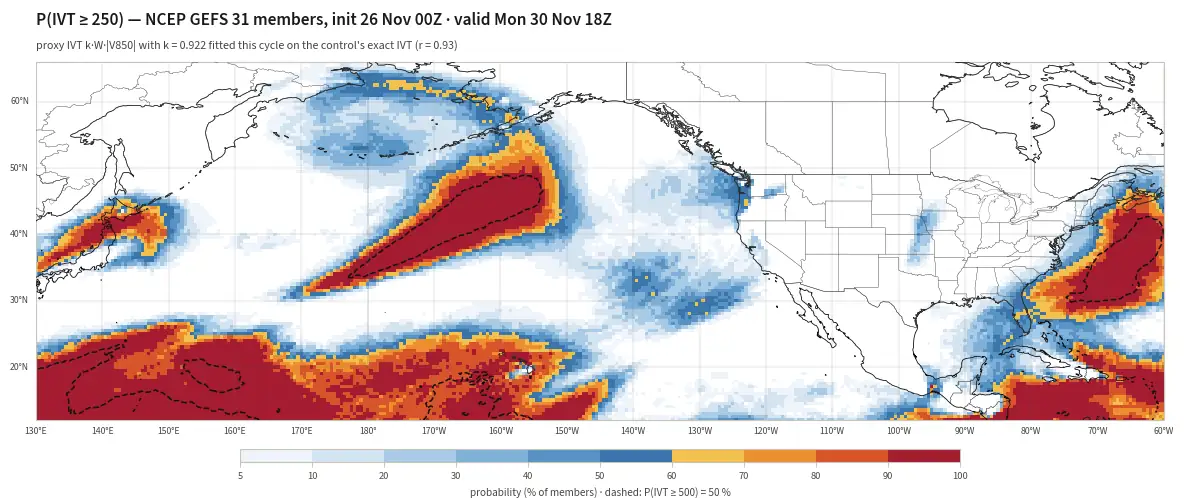 P(IVT ≥ 250) — NCEP GEFS 31 members, init 26 Nov 00Z · valid Mon 30 Nov 18Z
proxy IVT k·W·|V850| with k = 0.922 fitted this cycle on the control's exact IVT (r = 0.93)
60°N
50°N
40°N
30°N
20°N
130°E 140°E 150°E 160°E 170°E 180° 170°W 160°W 150°W 140°W 130°W 120°W 110°W 100°W 90°W 80°W 70°W 60°W
5 10 20 30 40 50 60 70 80 90 100
probability (% of members) · dashed: P(IVT ≥ 500) = 50 %